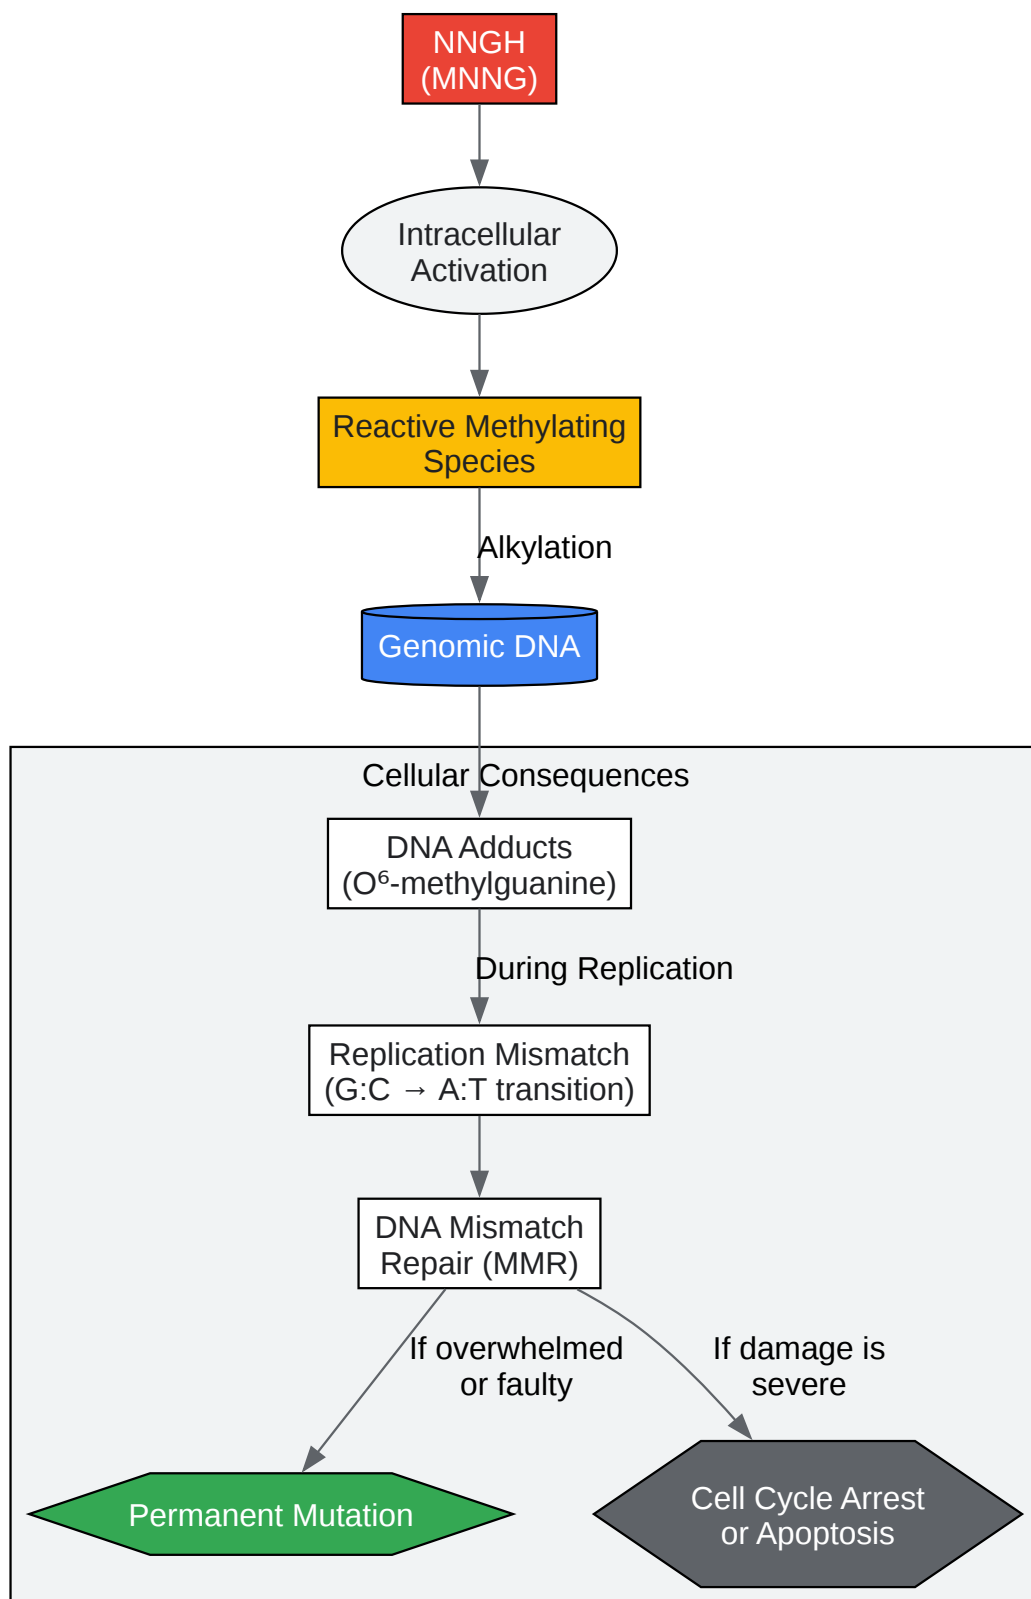 NNGH
(MNNG)
Intracellular
Activation
Reactive Methylating
Species
Alkylation
Genomic DNA
Cellular Consequences
DNA Adducts
(O⁶-methylguanine)
During Replication
Replication Mismatch
(G:C → A:T transition)
DNA Mismatch
Repair (MMR)
If overwhelmed
or faulty
If damage is
severe
Permanent Mutation
Cell Cycle Arrest
or Apoptosis